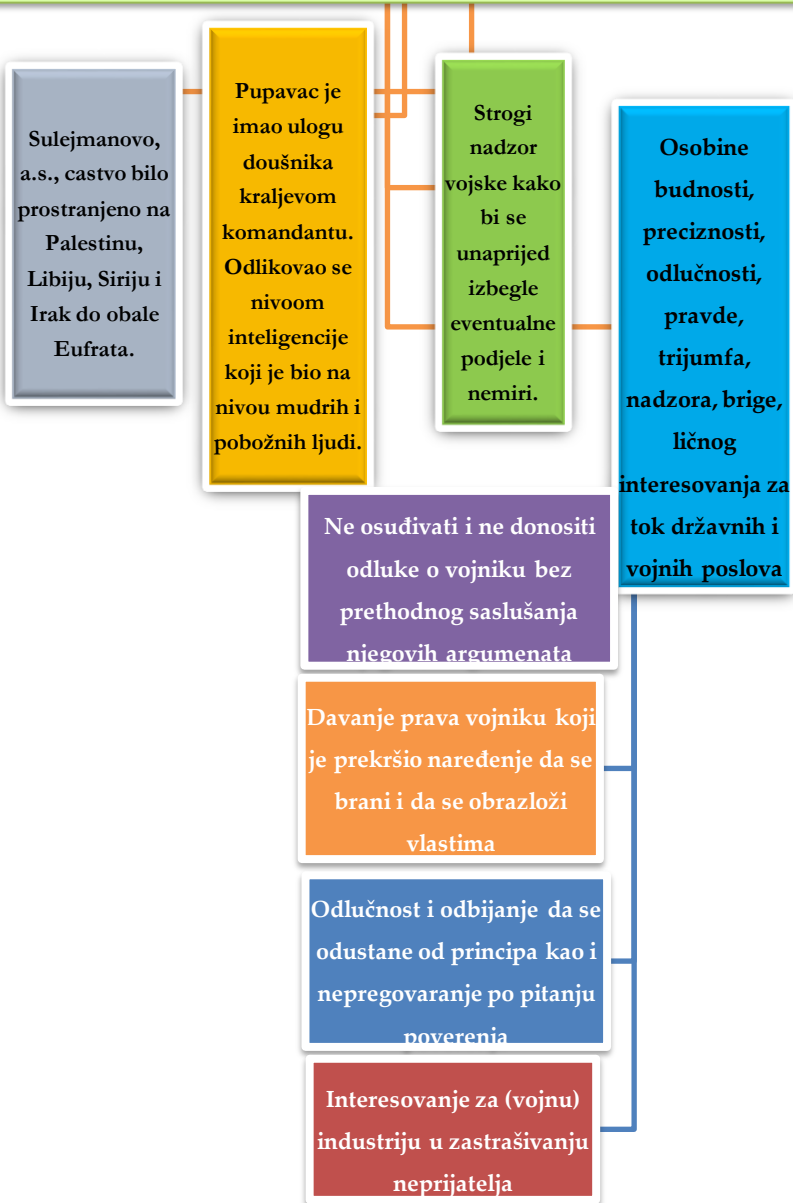 Sulejmanovo,
a.s., castvo bilo
prostranjeno na
Palestinu,
Libiju, Siriju i
Irak do obale
Eufrata.
Pupavac je
imao ulogu
doušnika
kraljevom
komandantu.
Odlikovao se
nivoom
inteligencije
koji je bio na
nivou mudrih i
pobožnih ljudi.
Strogi
nadzor
vojske kako
bi se
unaprijed
izbegle
eventualne
podjele i
nemiri.
Osobine
budnosti,
preciznosti,
odlučnosti,
pravde,
trijumfa,
nadzora, brige,
ličnog
interesovanja za
tok državnih i
vojnih poslova
Ne osuđivati i ne donositi
odluke o vojniku bez
prethodnog saslušanja
njegovih argumenata
Davanje prava vojniku koji
je prekršio naređenje da se
brani i da se obrazloži
vlastima
Odlučnost i odbijanje da se
odustane od principa kao i
nepregovaranje po pitanju
poverenja
Interesovanje za (vojnu)
industriju u zastrašivanju
neprijatelja